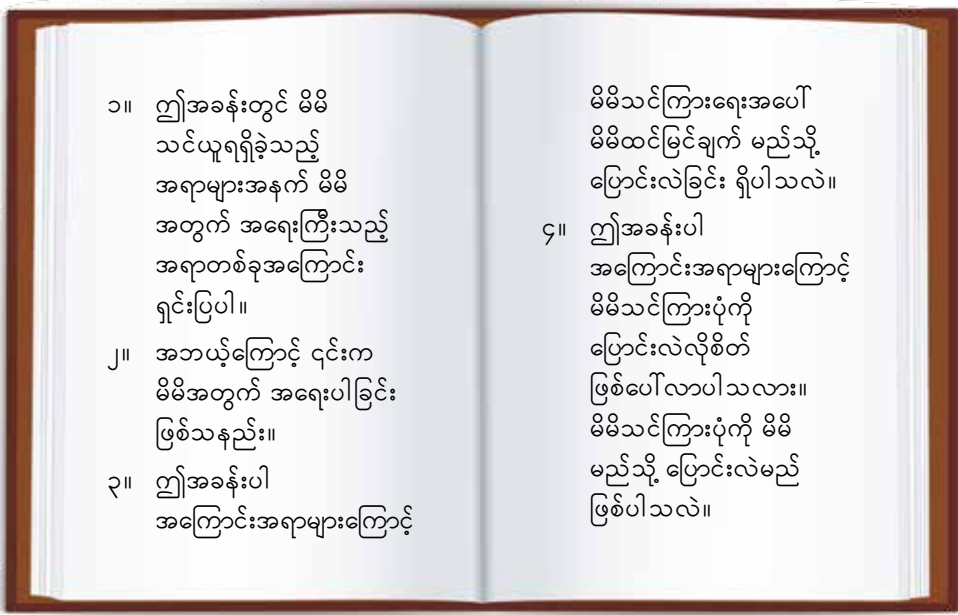 ၁။ ဤအခန်းတွင် မိမိ
သင်ယူရရှိခဲ့သည့်
အရာများအနက် မိမိ
အတွက် အရေးကြီးသည့်
အရာတစ်ခုအကြောင်း
ရှင်းပြပါ။
၂။ အဘယ့်ကြောင့် ၎င်းက
မိမိအတွက် အရေးပါခြင်း
ဖြစ်သနည်း။
၃။ ဤအခန်းပါ
အကြောင်းအရာများကြောင့်
မိမိသင်ကြားရေးအပေါ်
မိမိထင်မြင်ချက် မည်သို့
ပြောင်းလဲခြင်း ရှိပါသလဲ။
၄။ ဤအခန်းပါ
အကြောင်းအရာများကြောင့်
မိမိသင်ကြားပုံကို
ပြောင်းလဲလိုစိတ်
ဖြစ်ပေါ်လာပါသလား။
မိမိသင်ကြားပုံကို မိမိ
မည်သို့ ပြောင်းလဲမည်
ဖြစ်ပါသလဲ။